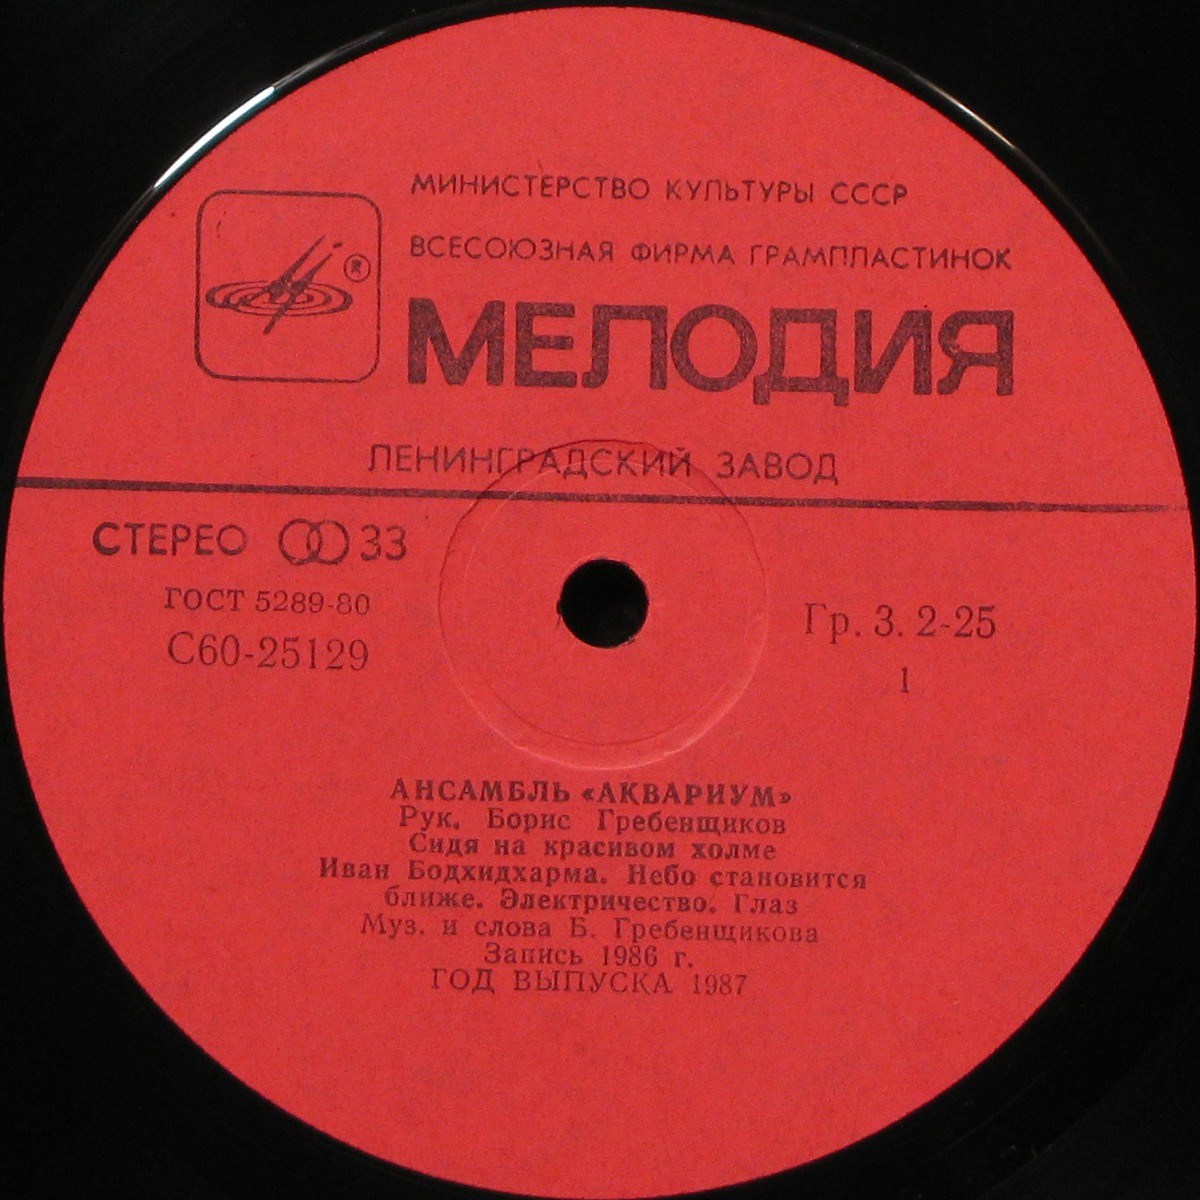 МИНИСТЕРСТВО КУЛЬТУРЫ СССР
ВСЕСОЮЗНАЯ ФИРМА ГРАМПЛАСТИНОК
®
МЕЛОДИЯ
ЛЕНИНГРАДСКИЙ ЗАВОД
СТЕРЕО 33
ГОСТ 5289-80
С60-25129
Гр. 3. 2-25
1
АНСАМБЛЬ «АКВАРИУМ»
Рук. Борис Гребенщиков
Сидя на красивом холме
Иван Бодхидхарма. Небо становится
ближе. Электричество. Глаз
Муз. и слова Б. Гребенщикова
Запись 1986 г.
ГОД ВЫПУСКА 1987